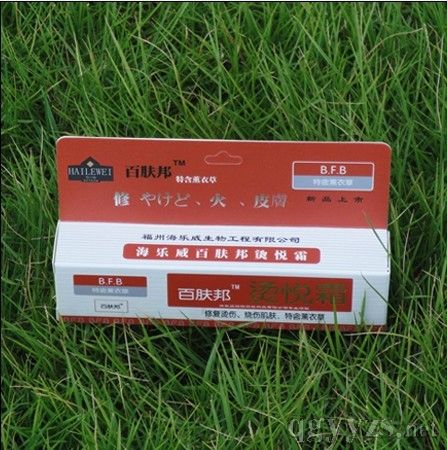 HAILEWEI
百肤邦™
特含薰衣草
B.F.B
特含薰衣草
修 やけど、火、皮膚
新品上市
福州海乐威生物工程有限公司
海乐威百肤邦烫悦霜
B.F.B
特含薰衣草
百肤邦™
百肤邦™ 烫悦霜
修复烫伤、烧伤肌肤，特含薰衣草
qgyyzs.net